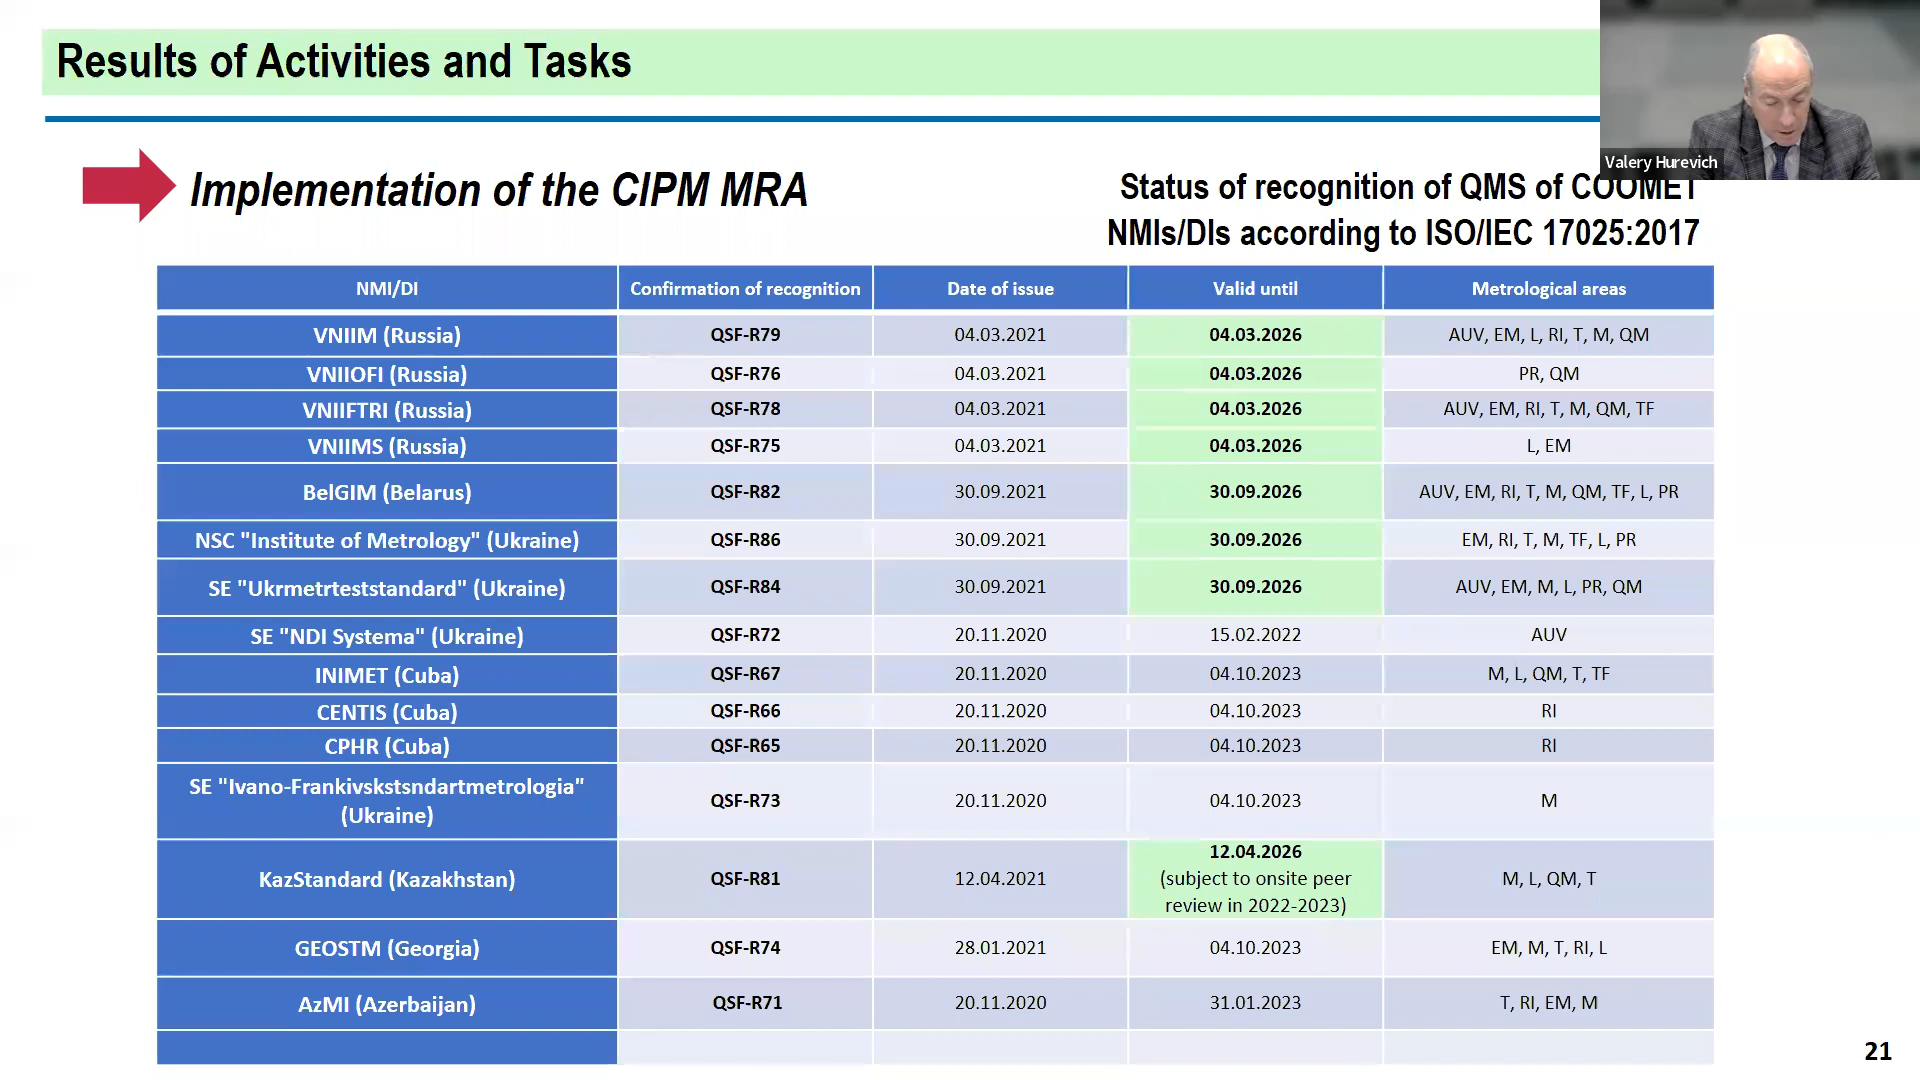 Results of Activities and Tasks
Valery Hurevich
Implementation of the CIPM MRA
Status of recognition of QMS of COOMET
NMIs/DIs according to ISO/IEC 17025:2017
NMI/DI Confirmation of recognition Date of issue Valid until Metrological areas
VNIIM (Russia) QSF-R79 04.03.2021 04.03.2026 AUV, EM, L, RI, T, M, QM
VNIIOFI (Russia) QSF-R76 04.03.2021 04.03.2026 PR, QM
VNIIFTRI (Russia) QSF-R78 04.03.2021 04.03.2026 AUV, EM, RI, T, M, QM, TF
VNIIMS (Russia) QSF-R75 04.03.2021 04.03.2026 L, EM
BelGIM (Belarus) QSF-R82 30.09.2021 30.09.2026 AUV, EM, RI, T, M, QM, TF, L, PR
NSC "Institute of Metrology" (Ukraine) QSF-R86 30.09.2021 30.09.2026 EM, RI, T, M, TF, L, PR
SE "Ukrmetrteststandard" (Ukraine) QSF-R84 30.09.2021 30.09.2026 AUV, EM, M, L, PR, QM
SE "NDI Systema" (Ukraine) QSF-R72 20.11.2020 15.02.2022 AUV
INIMET (Cuba) QSF-R67 20.11.2020 04.10.2023 M, L, QM, T, TF
CENTIS (Cuba) QSF-R66 20.11.2020 04.10.2023 RI
CPHR (Cuba) QSF-R65 20.11.2020 04.10.2023 RI
SE "Ivano-Frankivskstsndartmetrologia"
(Ukraine) QSF-R73 20.11.2020 04.10.2023 M
KazStandard (Kazakhstan) QSF-R81 12.04.2021 12.04.2026
(subject to onsite peer
review in 2022-2023) M, L, QM, T
GEOSTM (Georgia) QSF-R74 28.01.2021 04.10.2023 EM, M, T, RI, L
AzMI (Azerbaijan) QSF-R71 20.11.2020 31.01.2023 T, RI, EM, M
21